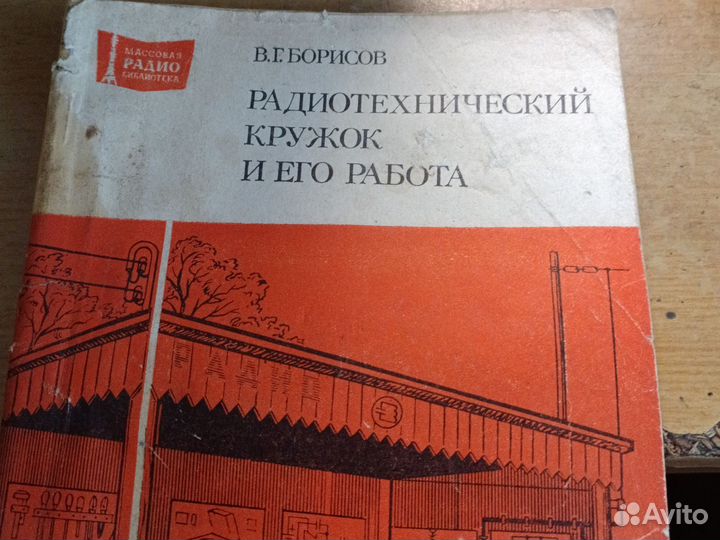 МАССОВАЯ
РАДИО
БИБЛИОТЕКА
В.Г. БОРИСОВ
РАДИОТЕХНИЧЕСКИЙ
КРУЖОК
И ЕГО РАБОТА
РАДИО
Avito